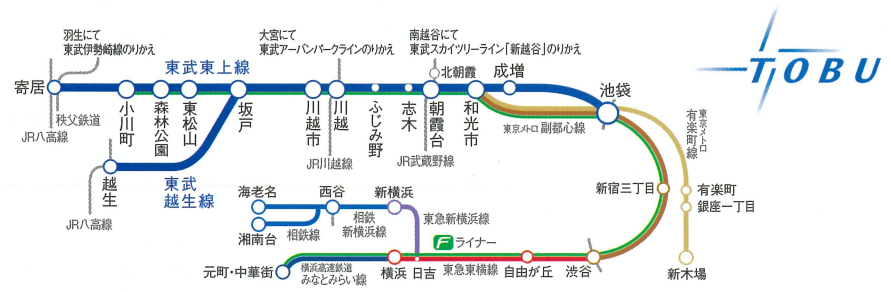 羽生にて
東武伊勢崎線のりかえ
大宮にて
東武アーバンパークラインのりかえ
南越谷にて
東武スカイツリーライン「新越谷」のりかえ
TOBU
東武東上線
北朝霞
成増
池袋
寄居
秩父鉄道
JR八高線
小川町
森林公園
東松山
坂戸
川越市
川越
ふじみ野
志木
朝霞台
和光市
JR川越線
JR武蔵野線
東京メトロ 副都心線
東京メトロ
有楽町線
越生
東武
越生線
JR八高線
新宿三丁目
有楽町
銀座一丁目
海老名
西谷
新横浜
湘南台
相鉄線
相鉄
新横浜線
東急新横浜線
F ライナー
元町・中華街
横浜高速鉄道
みなとみらい線
横浜
日吉
東急東横線
自由が丘
渋谷
新木場